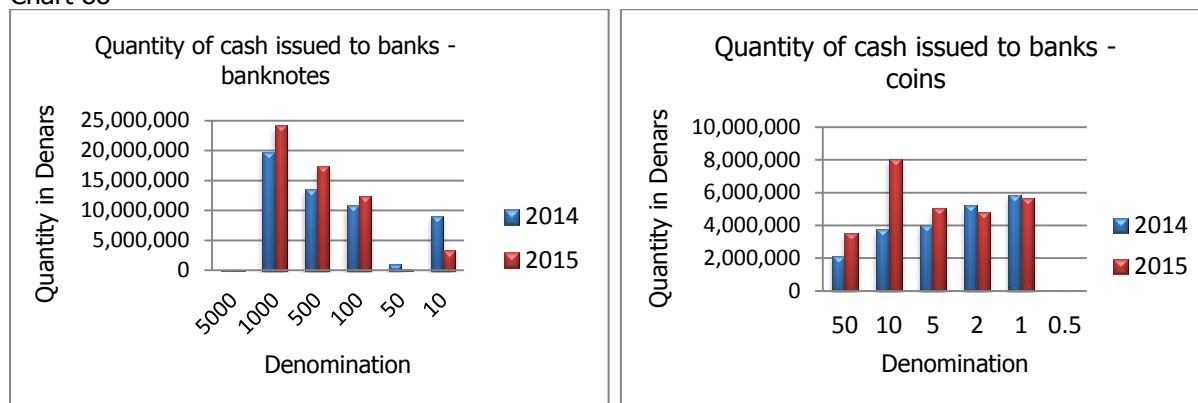 Quantity of cash issued to banks -
banknotes
Quantity in Denars
25,000,000
20,000,000
15,000,000
10,000,000
5,000,000
0
5000
1000
500
100
50
10
Denomination
2014
2015
Quantity of cash issued to banks -
coins
Quantity in Denars
10,000,000
8,000,000
6,000,000
4,000,000
2,000,000
0
50 10 5 2 1 0.5
Denomination
2014
2015